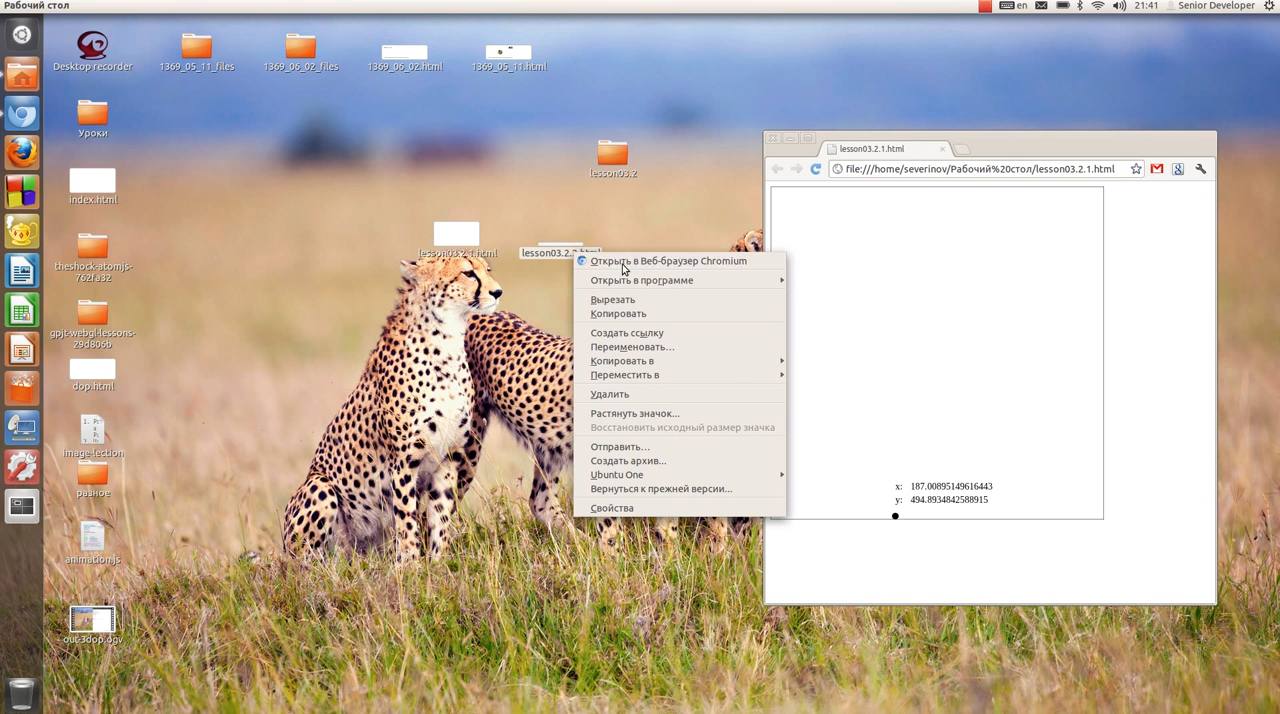 Рабочий стол
en
21:41
Senior Developer
Desktop recorder
1369_05_11_files
1369_06_02_files
1369_06_02.html
1369_05_11.html
Уроки
lesson03.2
index.html
lesson03.2.1.html
theshock-atomjs-
762fa32
gpjt-webgl-lessons-
29d806b
dop.html
image-lection
разное
animation.js
out-3dop.ogv
Открыть в Веб-браузер Chromium
Открыть в программе
Вырезать
Копировать
Создать ссылку
Переименовать...
Копировать в
Переместить в
Удалить
Растянуть значок...
Восстановить исходный размер значка
Отправить...
Создать архив...
Ubuntu One
Вернуться к прежней версии...
Свойства
lesson03.2.1.html
file:///home/severinov/Рабочий%20стол/lesson03.2.1.html
x: 187.00895149616443
y: 494.8934842588915